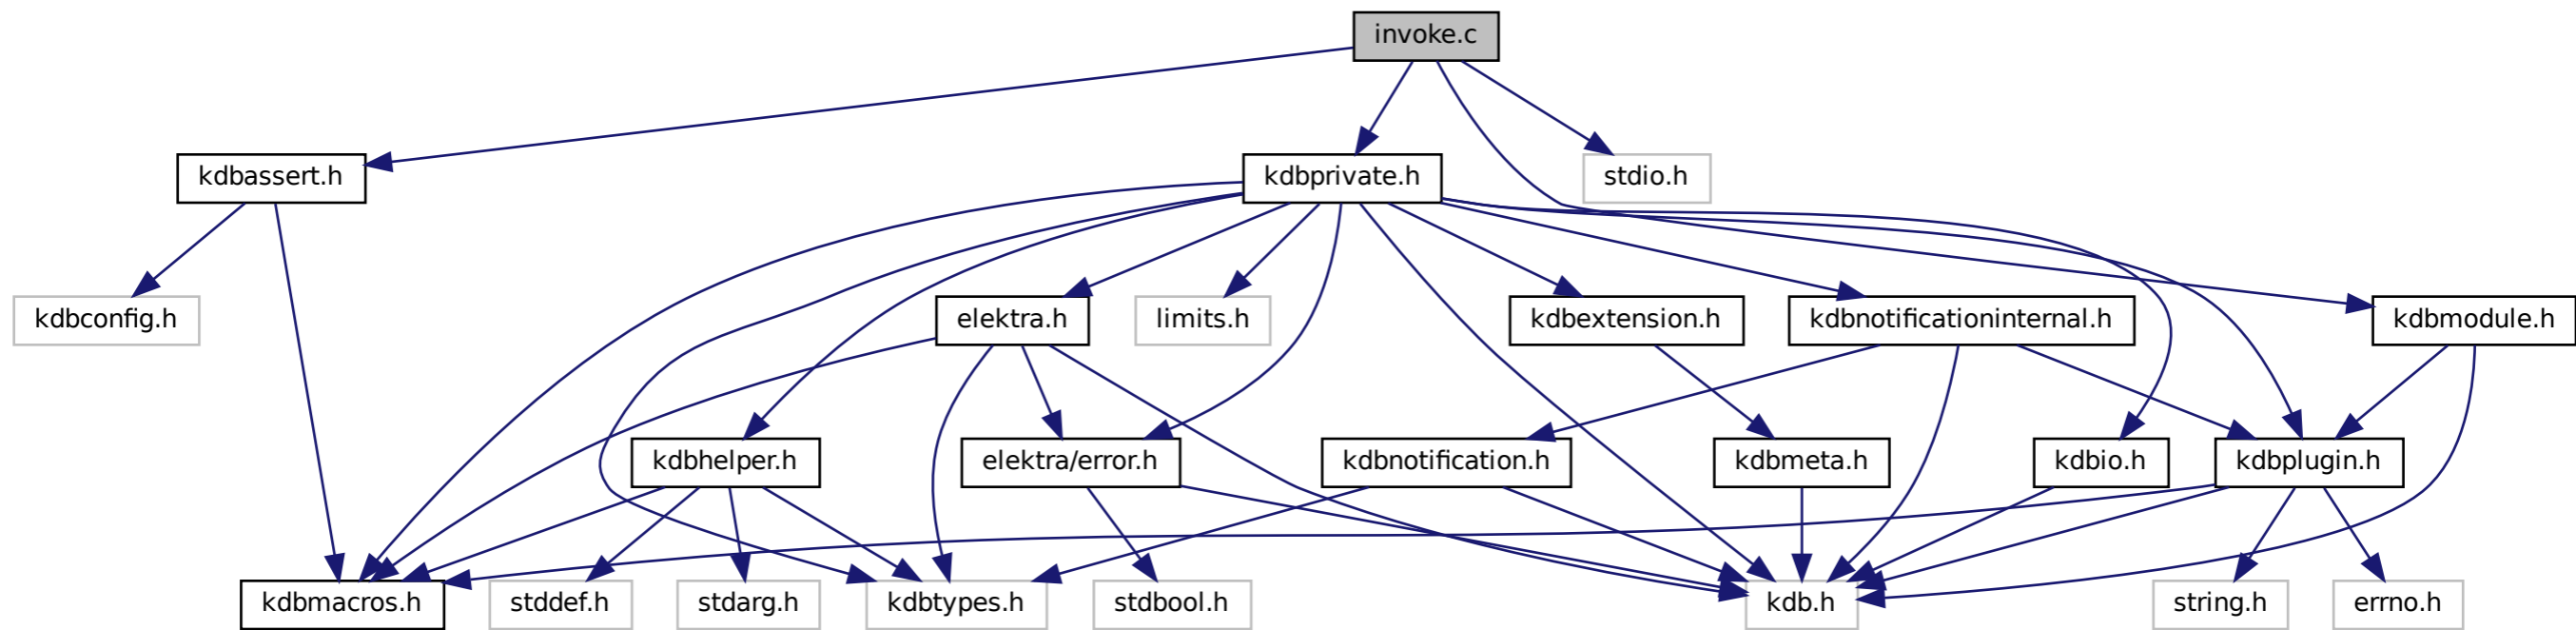 invoke.c
kdbassert.h
kdbprivate.h
stdio.h
kdbconfig.h
elektra.h
limits.h
kdbextension.h
kdbnotificationinternal.h
kdbmodule.h
kdbhelper.h
elektra/error.h
kdbnotification.h
kdbmeta.h
kdbio.h
kdbplugin.h
kdbmacros.h
stddef.h
stdarg.h
kdbtypes.h
stdbool.h
kdb.h
string.h
errno.h